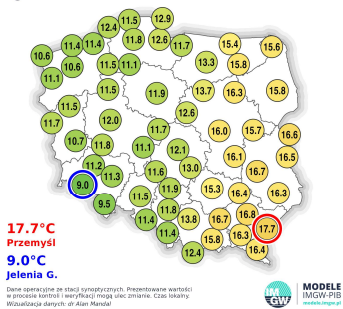 12.9
11.5
12.4
11.8 12.6
11.4 11.4 11.7 15.4 15.6
10.6
10.6 11.5 11.1 13.3 15.8
11.1
11.5 11.9 13.7 16.3 15.8
11.5
11.7 12.0 12.6
11.7 16.0 15.7 16.6
10.7 11.8 11.1 12.1 16.1 16.5
11.2 11.6 13.0 16.7
9.0 11.3
11.5 11.9 15.3 16.4 16.3
9.5
11.4 11.8 13.8 16.7 16.8
11.4 15.8 16.3 17.7
12.4 16.4
17.7°C
Przemyśl
9.0°C
Jelenia G.
Dane operacyjne ze stacji synoptycznych. Prezentowane wartości
w procesie kontroli i weryfikacji mogą ulec zmianie. Czas lokalny.
Wizualizacja danych: dr Alan Mandal
IM
GW
MODELE
IMGW-PIB
modele.imgw.pl